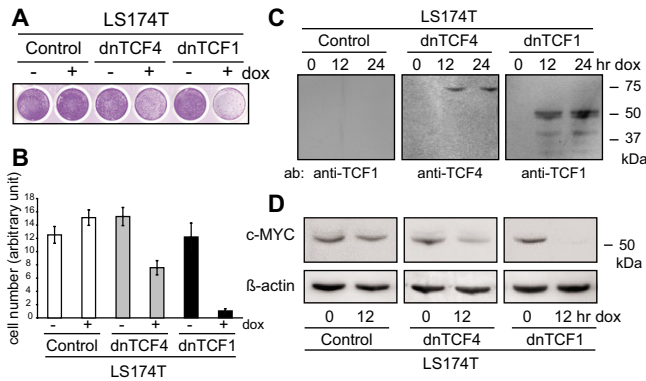 A
LS174T
Control dnTCF4 dnTCF1
- + - + - + dox
B
cell number (arbitrary unit)
18
16
14
12
10
8
6
4
2
0
- + - + - + dox
Control dnTCF4 dnTCF1
LS174T
C
LS174T
Control dnTCF4 dnTCF1
0 12 24 0 12 24 0 12 24 hr dox
– 75
– 50
– 37
kDa
ab: anti-TCF1 anti-TCF4 anti-TCF1
D
c-MYC
– 50
kDa
ß-actin
0 12 0 12 0 12 hr dox
Control dnTCF4 dnTCF1
LS174T